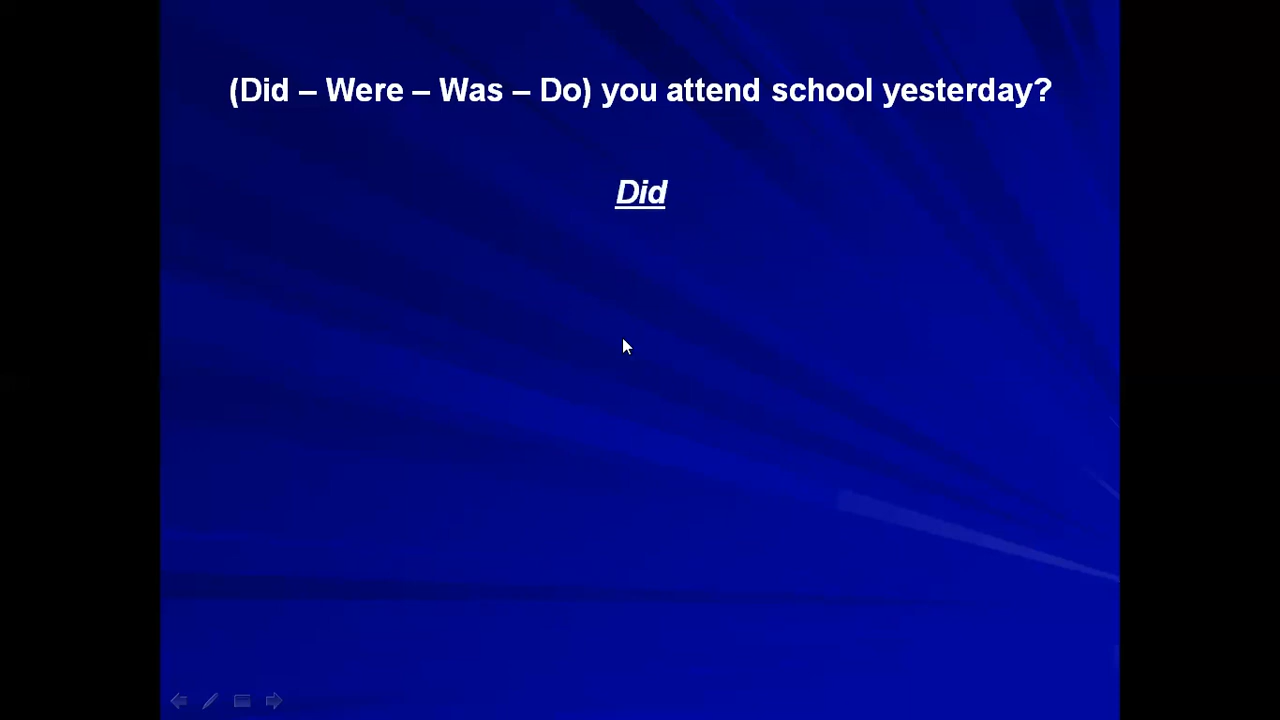 (Did – Were – Was – Do) you attend school yesterday?
Did